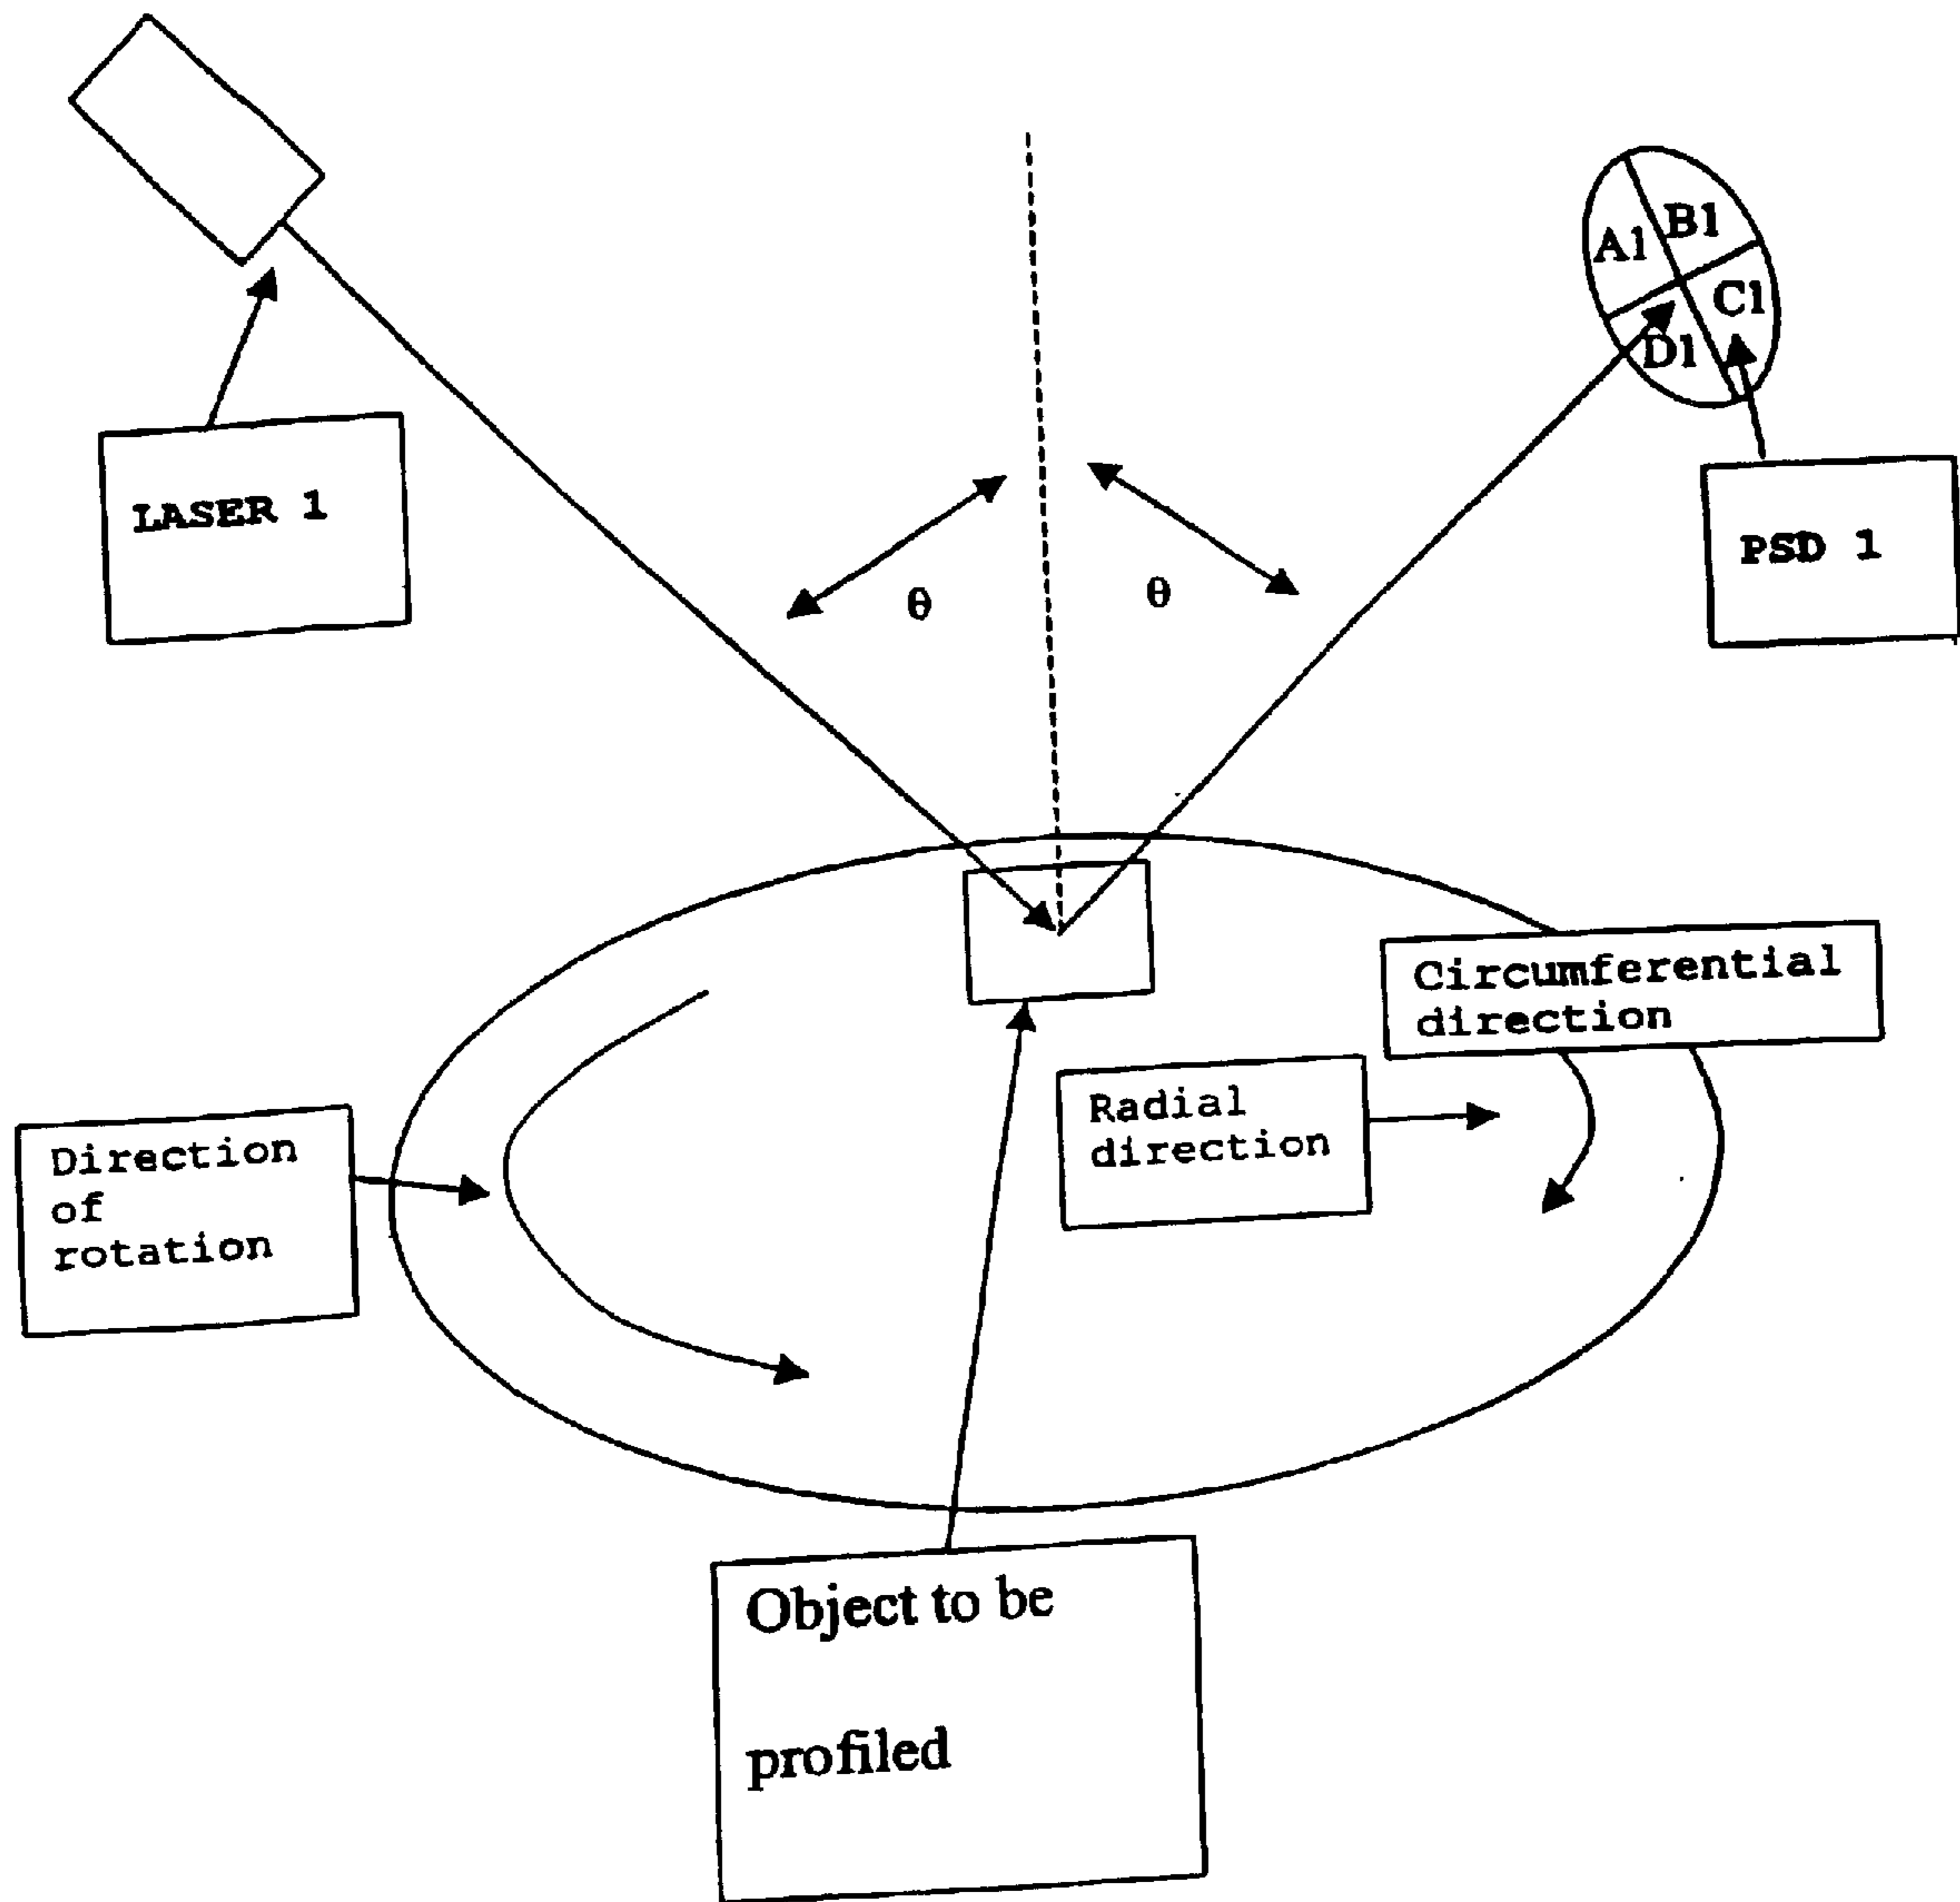 A1
B1
C1
D1
LASER 1
PSD 1
θ
θ
Circumferential
direction
Radial
direction
Direction
of
rotation
Object to be
profiled